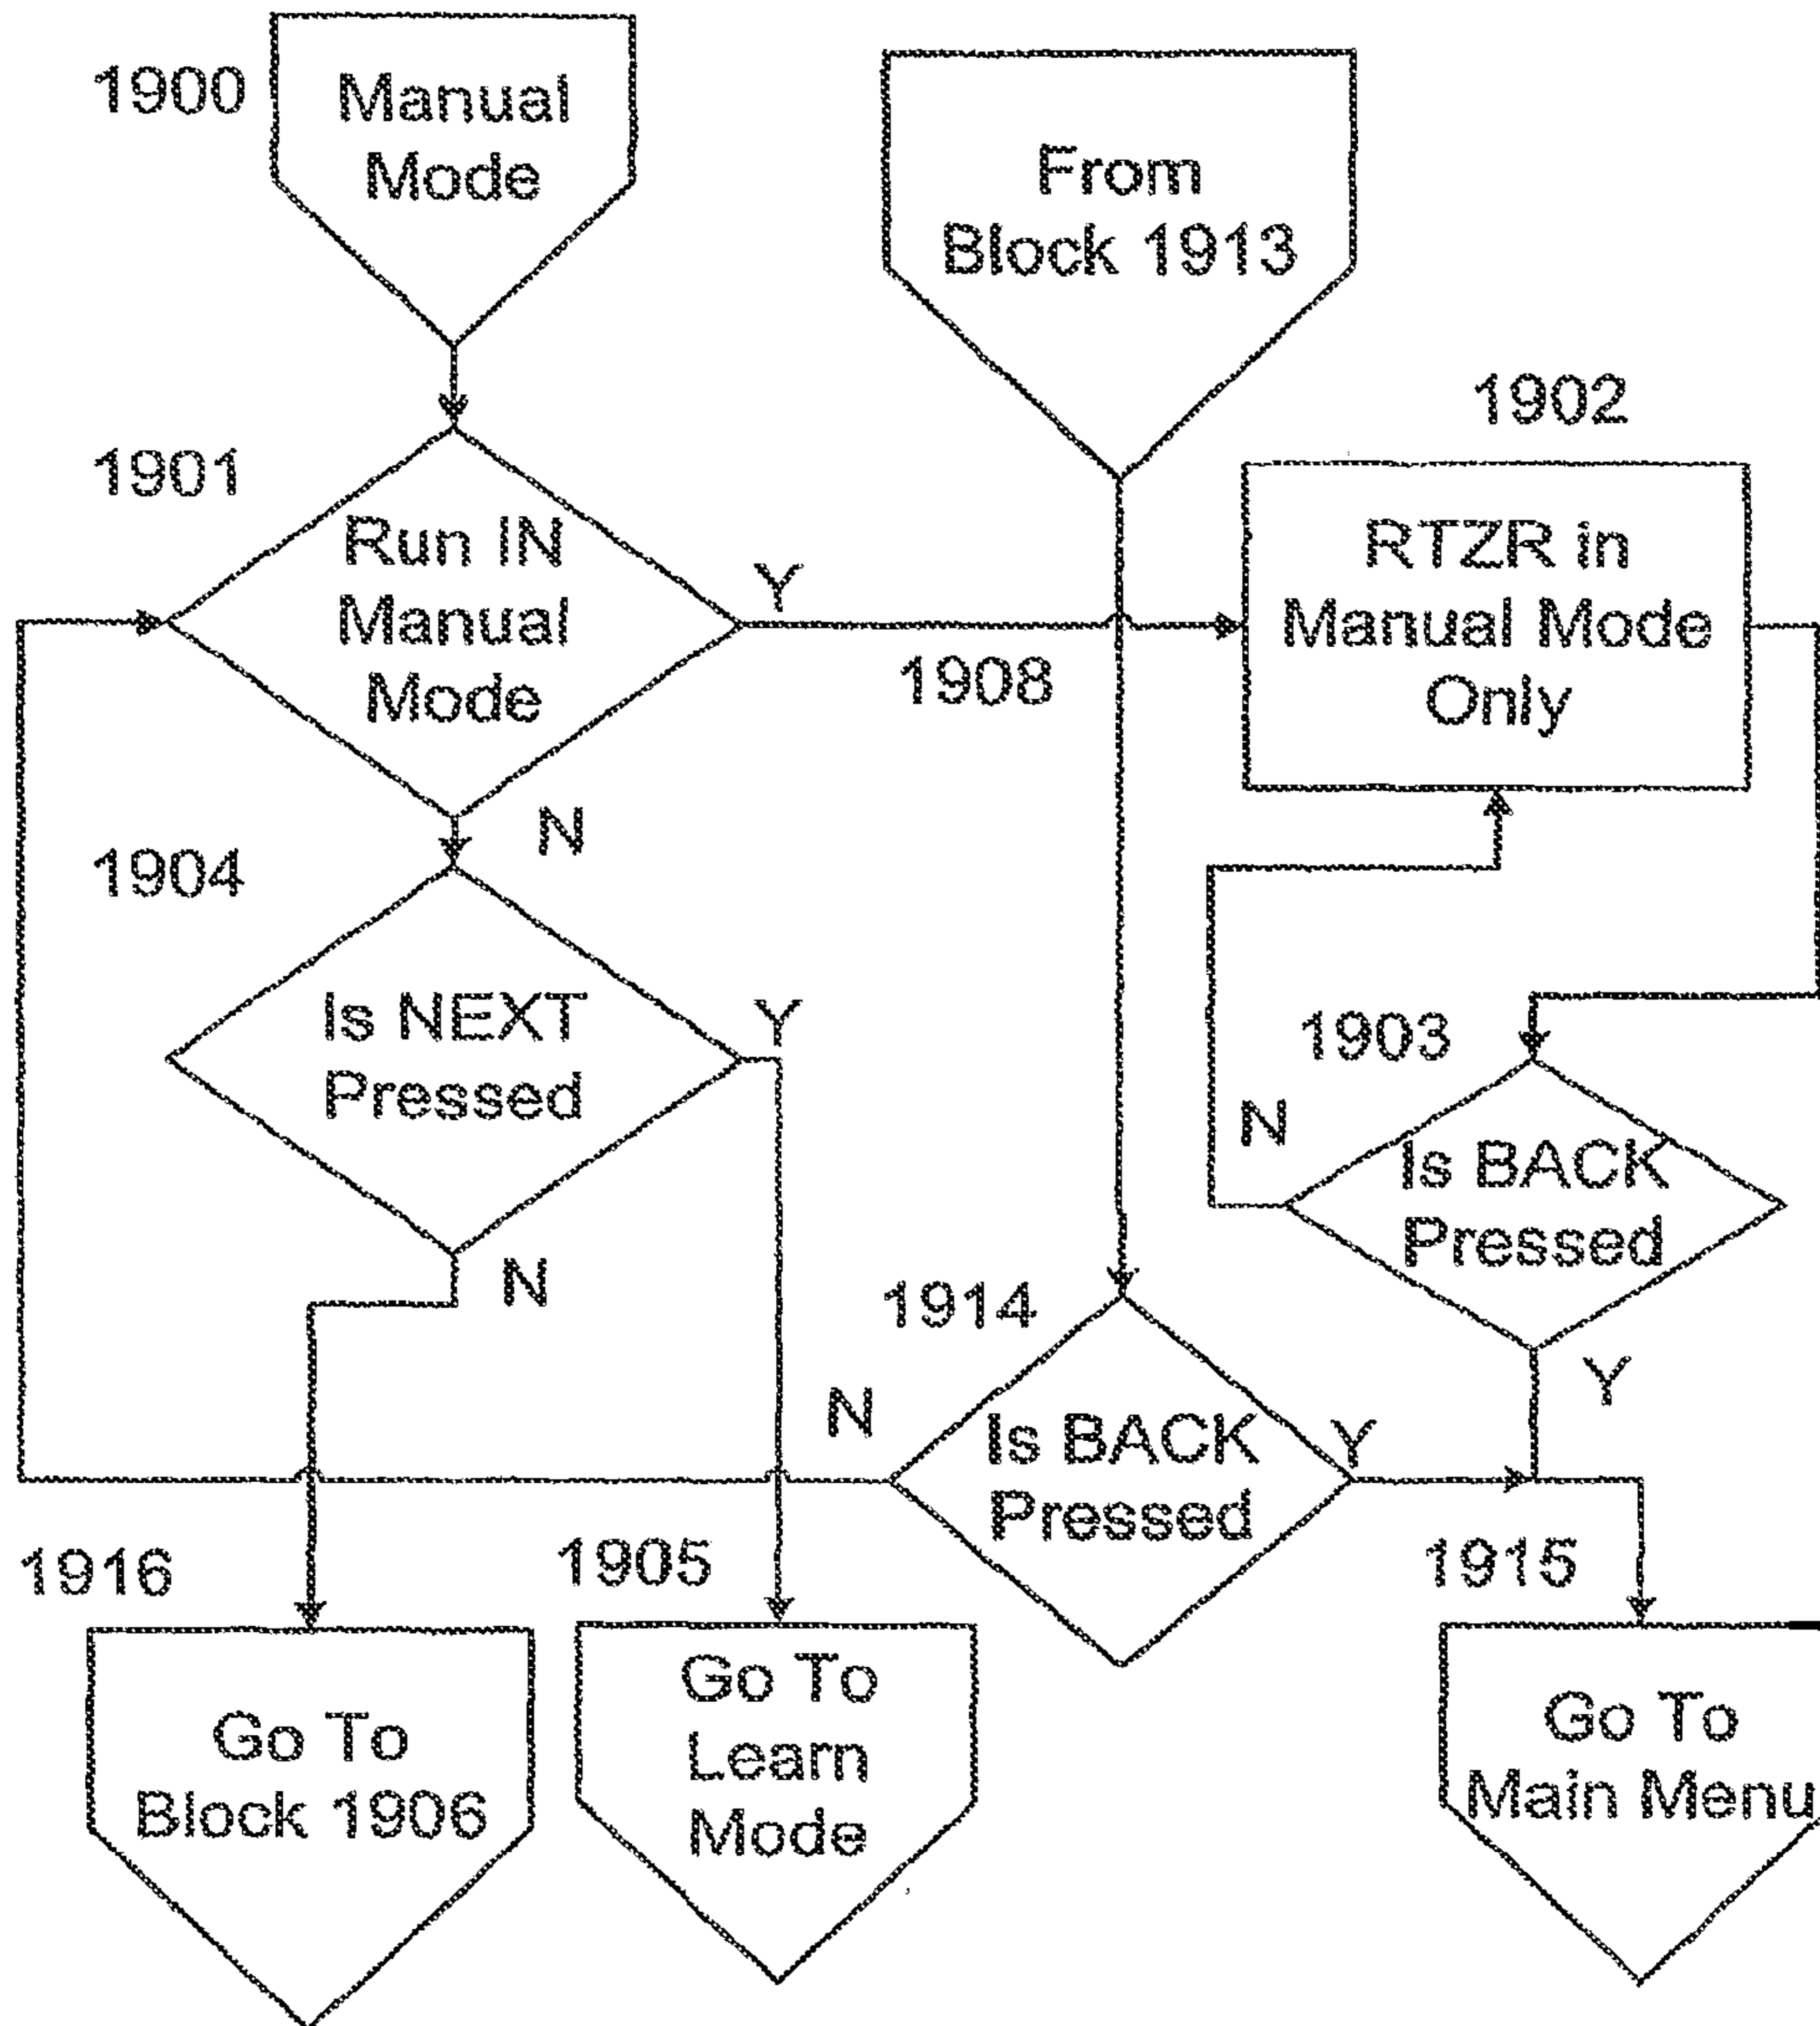 1900
Manual
Mode
From
Block 1913
1902
1901
Run IN
Manual
Mode
Y
1908
RTZR in
Manual Mode
Only
N
1904
Is NEXT
Pressed
Y
1903
N
Is BACK
Pressed
N
1914
Y
N
Is BACK
Pressed
Y
1916
1905
1915
Go To
Block 1906
Go To
Learn
Mode
Go To
Main Menu